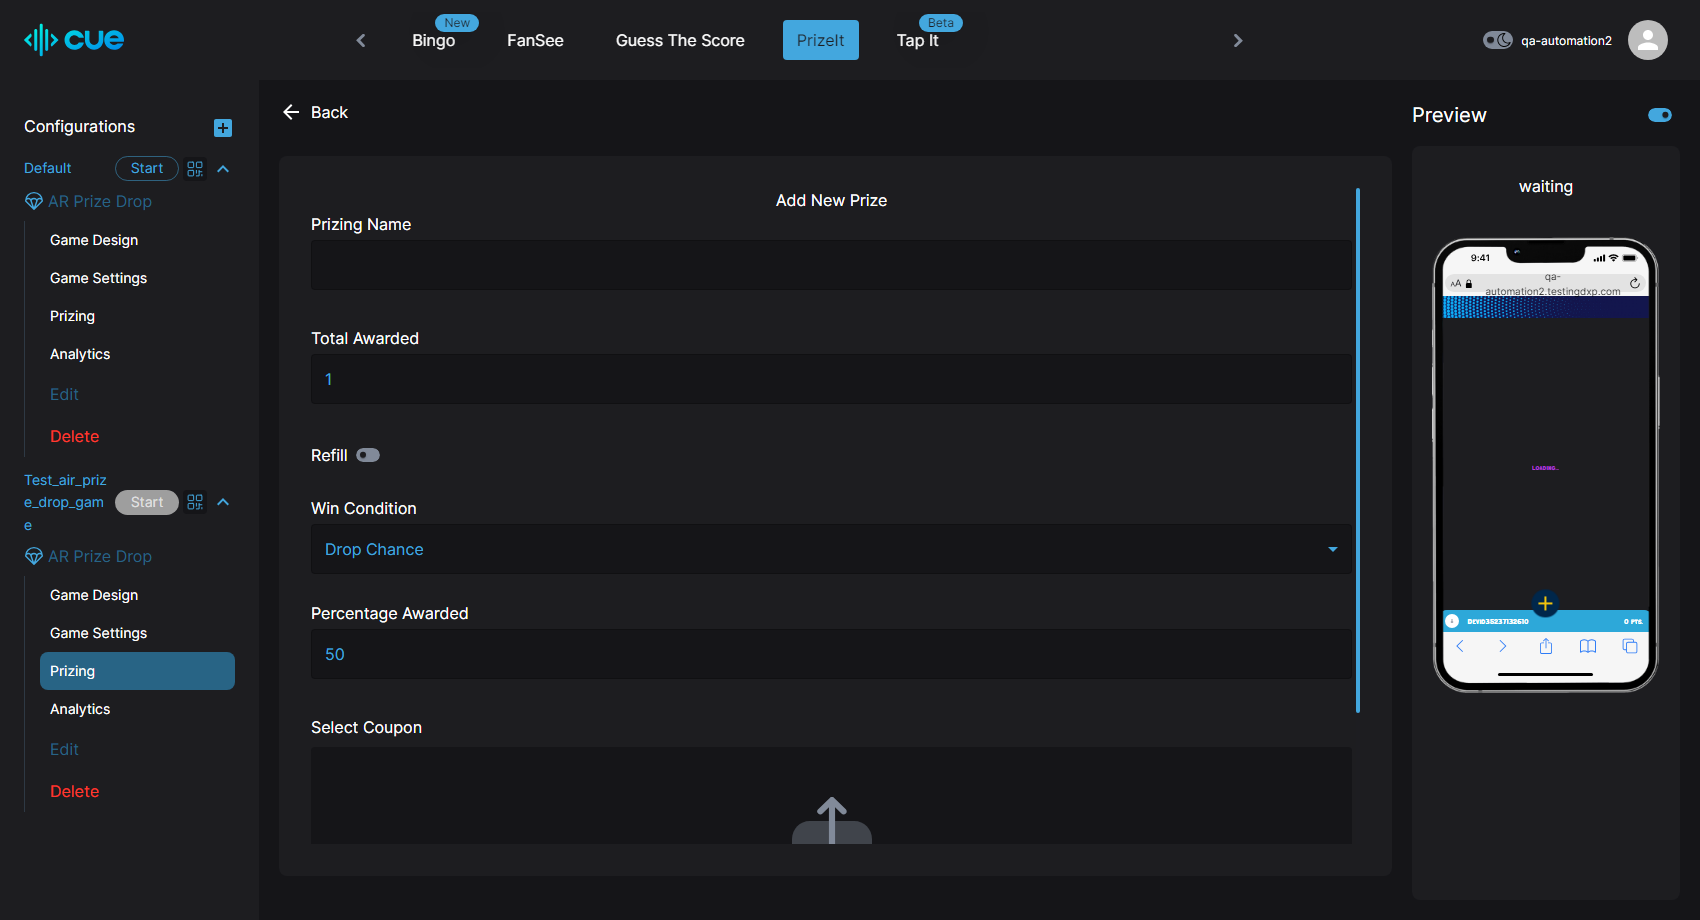 cue
Bingo
New
FanSee
Guess The Score
PrizeIt
Tap It
Beta
qa-automation2
Configurations
Default
Start
AR Prize Drop
Game Design
Game Settings
Prizing
Analytics
Edit
Delete
Test_air_priz
e_drop_gam
e
Start
AR Prize Drop
Game Design
Game Settings
Prizing
Analytics
Edit
Delete
Back
Add New Prize
Prizing Name
Total Awarded
1
Refill
Win Condition
Drop Chance
Percentage Awarded
50
Select Coupon
Preview
waiting
9:41
AA
qa-
automation2.testingdxp.com
LOADING..
0 PTS.